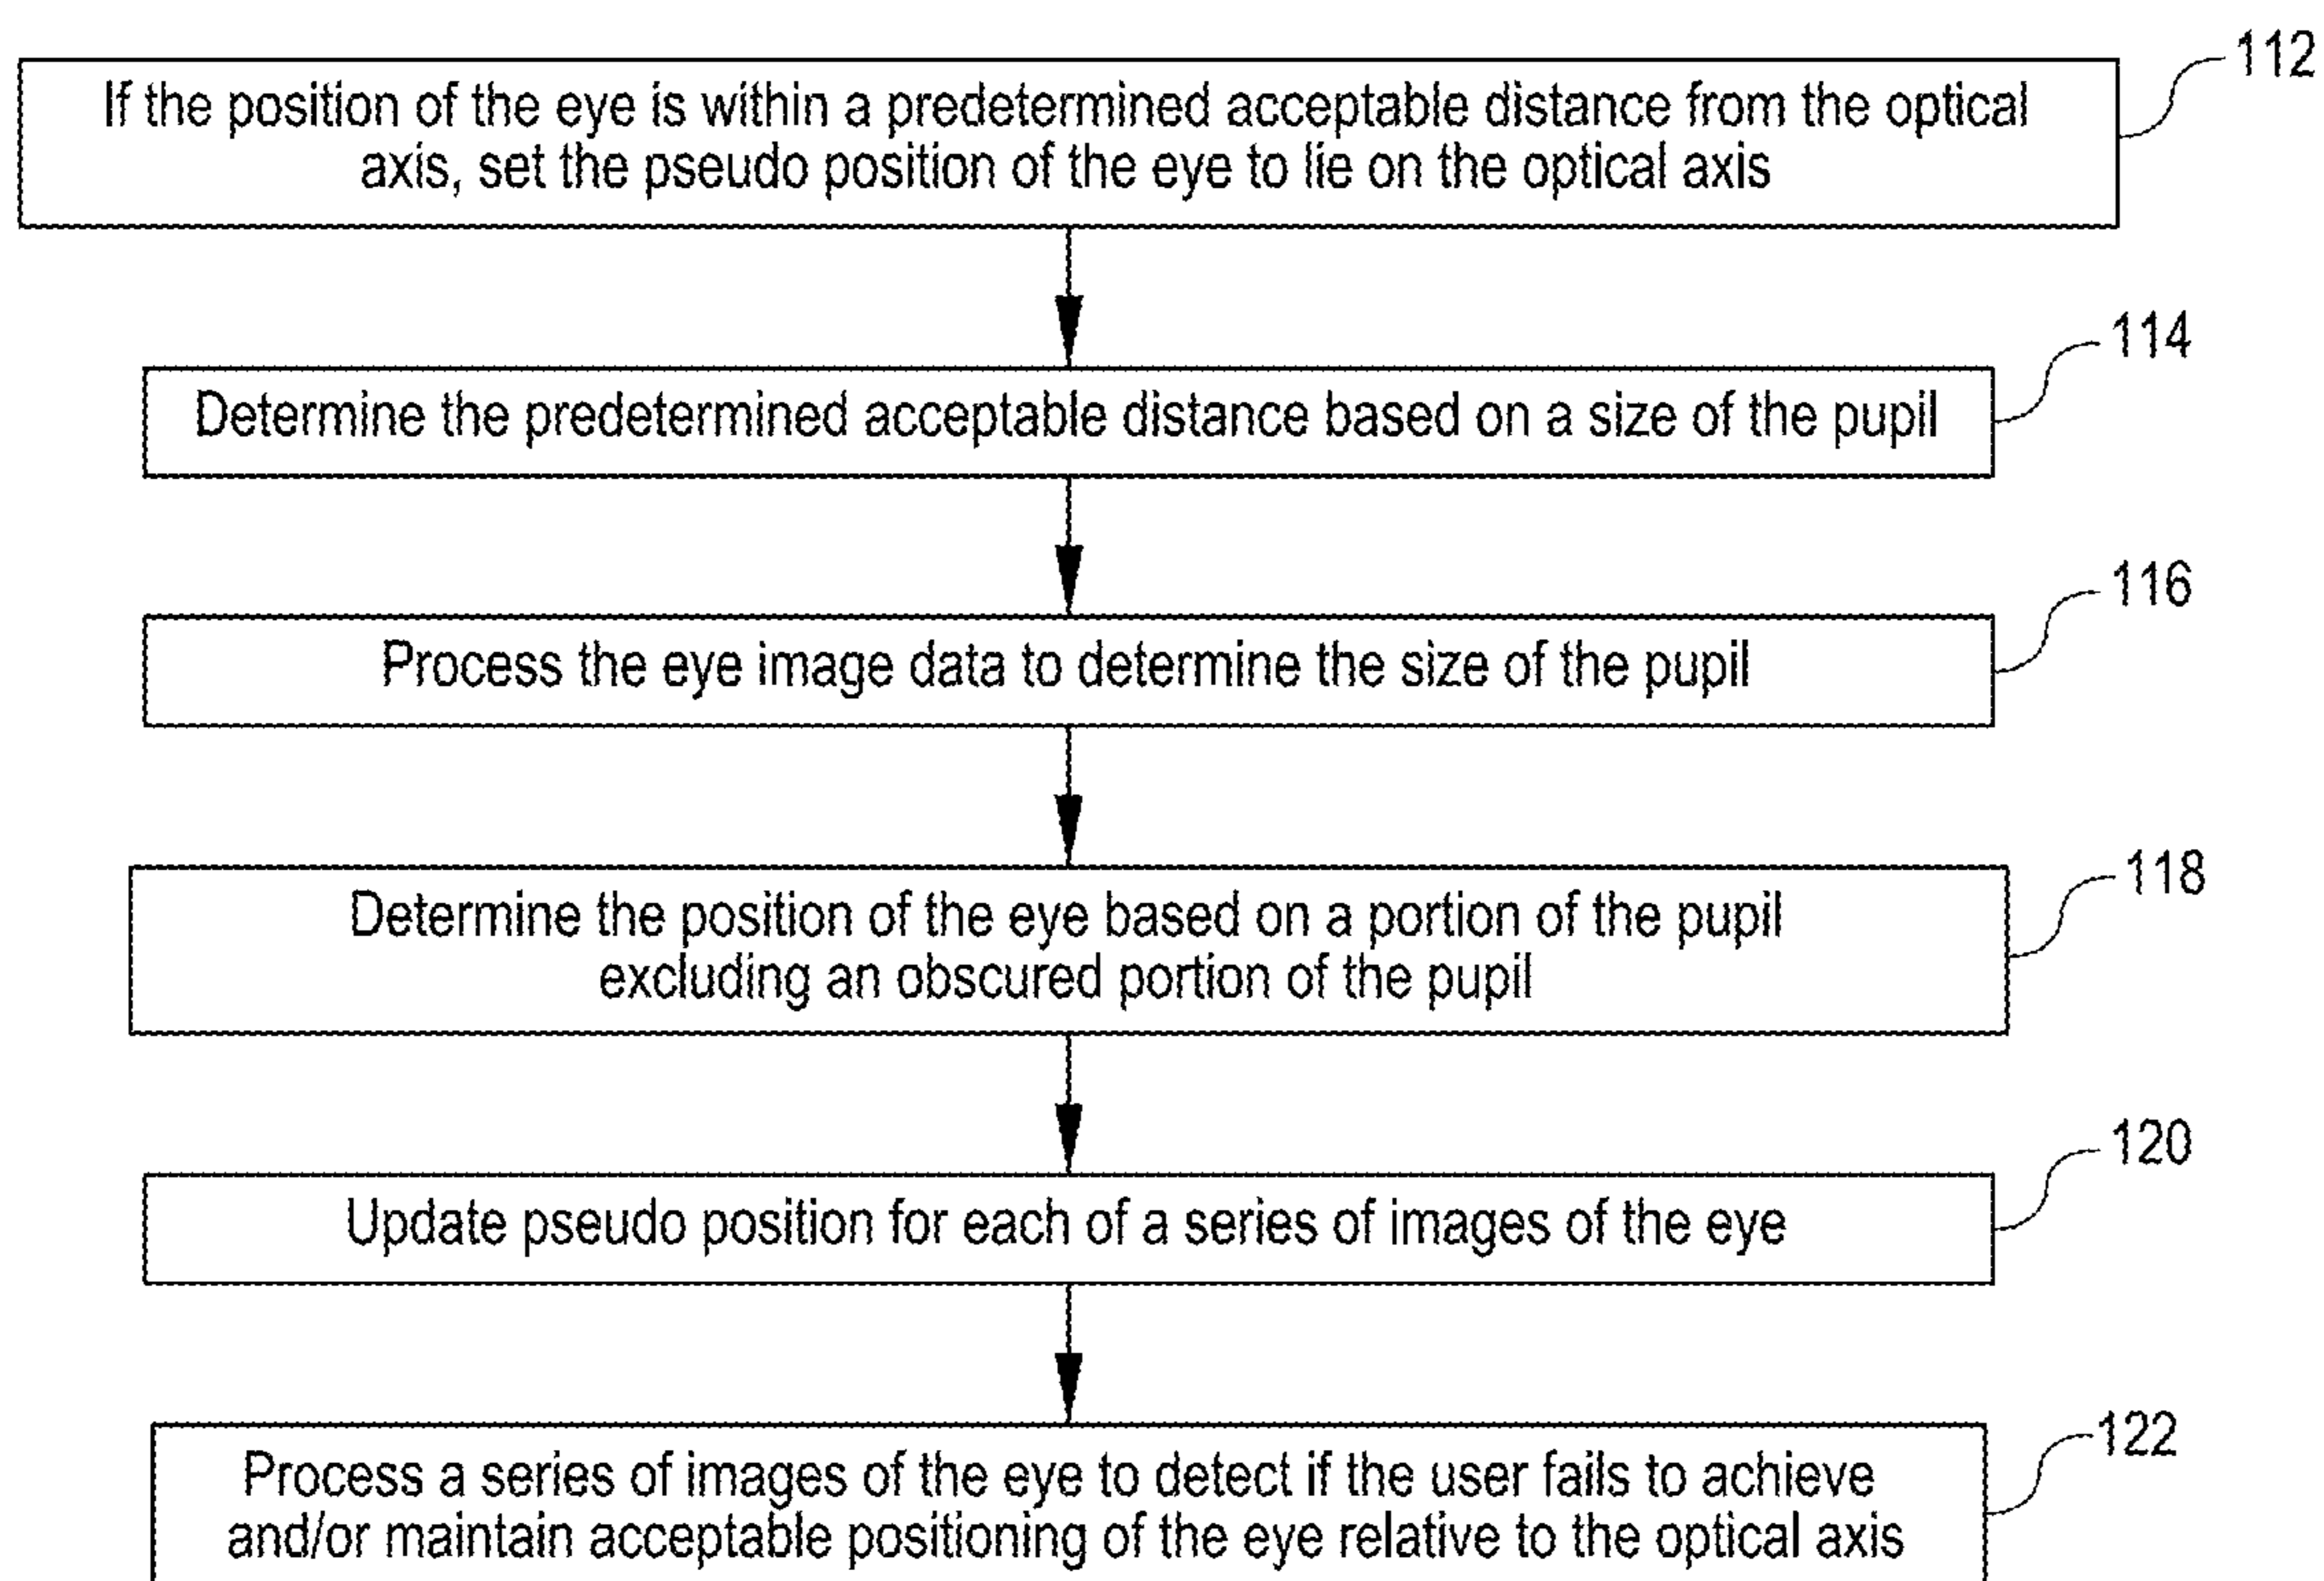 112
If the position of the eye is within a predetermined acceptable distance from the optical
axis, set the pseudo position of the eye to lie on the optical axis
114
Determine the predetermined acceptable distance based on a size of the pupil
116
Process the eye image data to determine the size of the pupil
118
Determine the position of the eye based on a portion of the pupil
excluding an obscured portion of the pupil
120
Update pseudo position for each of a series of images of the eye
122
Process a series of images of the eye to detect if the user fails to achieve
and/or maintain acceptable positioning of the eye relative to the optical axis